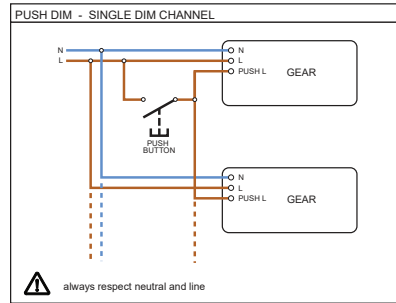 PUSH DIM - SINGLE DIM CHANNEL
N
L
N
L
PUSH L
GEAR
PUSH
BUTTON
N
L
PUSH L
GEAR
always respect neutral and line